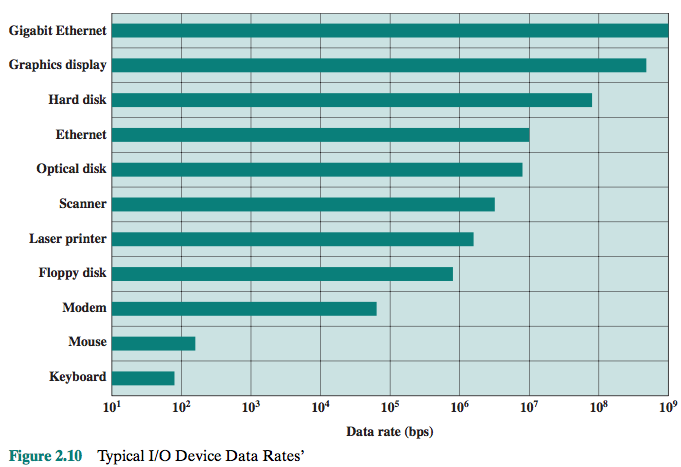 Gigabit Ethernet
Graphics display
Hard disk
Ethernet
Optical disk
Scanner
Laser printer
Floppy disk
Modem
Mouse
Keyboard
10¹ 10² 10³ 10⁴ 10⁵ 10⁶ 10⁷ 10⁸ 10⁹
Data rate (bps)
Figure 2.10 Typical I/O Device Data Rates’